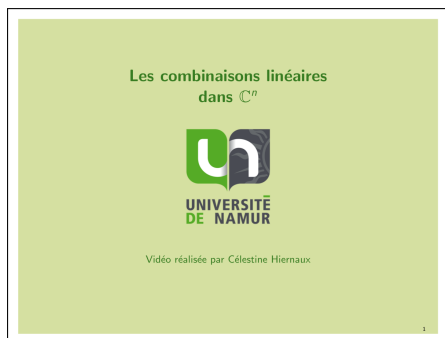 Les combinaisons linéaires
dans ℂⁿ
UNIVERSITÉ
DE NAMUR
Vidéo réalisée par Célestine Hiernaux
1